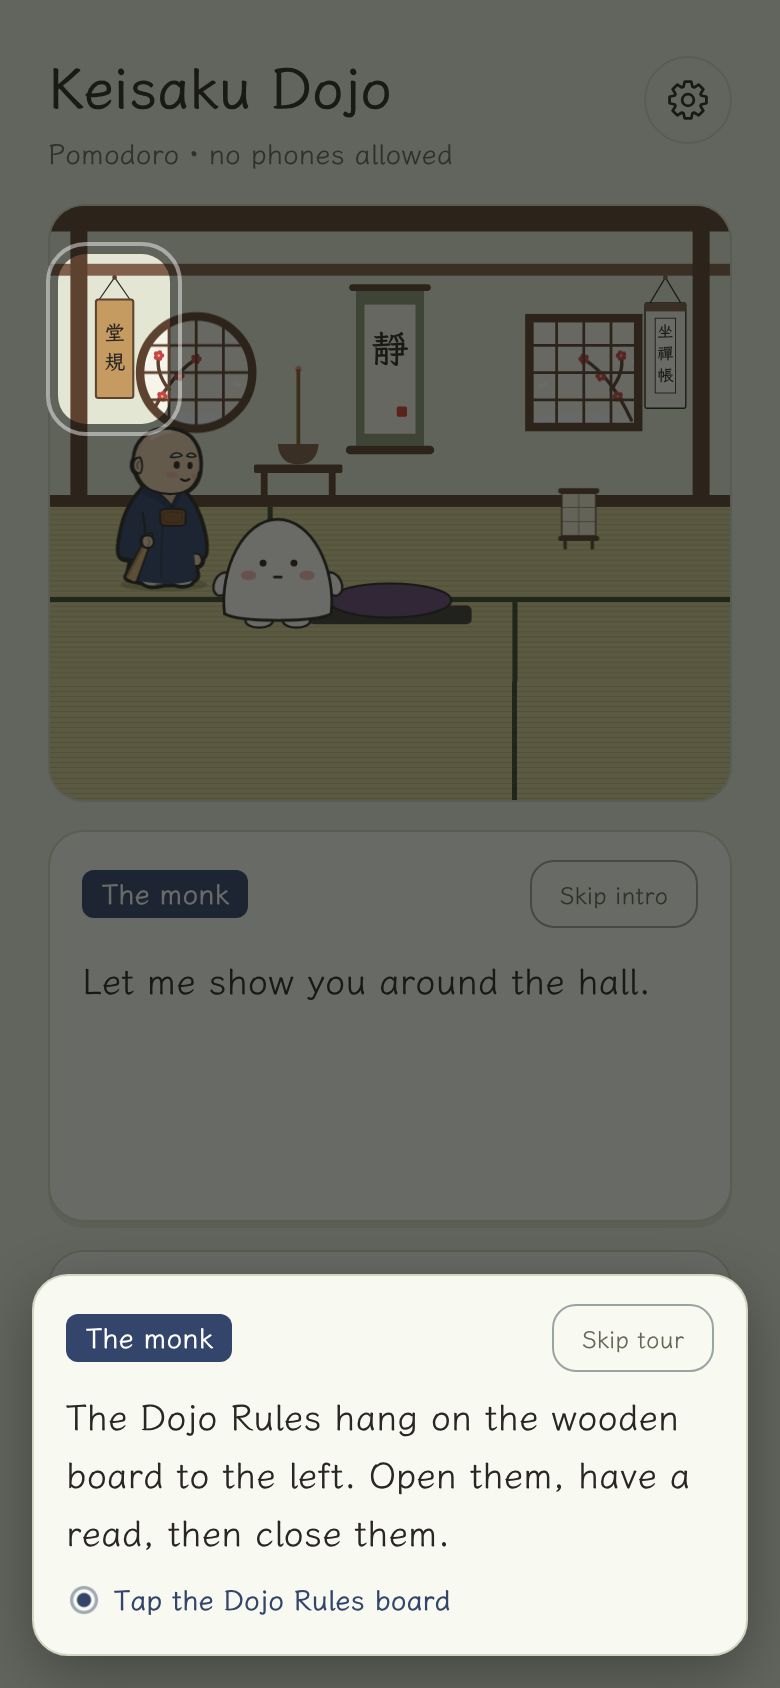 Keisaku Dojo
Pomodoro • no phones allowed
堂規
靜
坐禪帳
The monk
Skip intro
Let me show you around the hall.
The monk
Skip tour
The Dojo Rules hang on the wooden
board to the left. Open them, have a
read, then close them.
Tap the Dojo Rules board